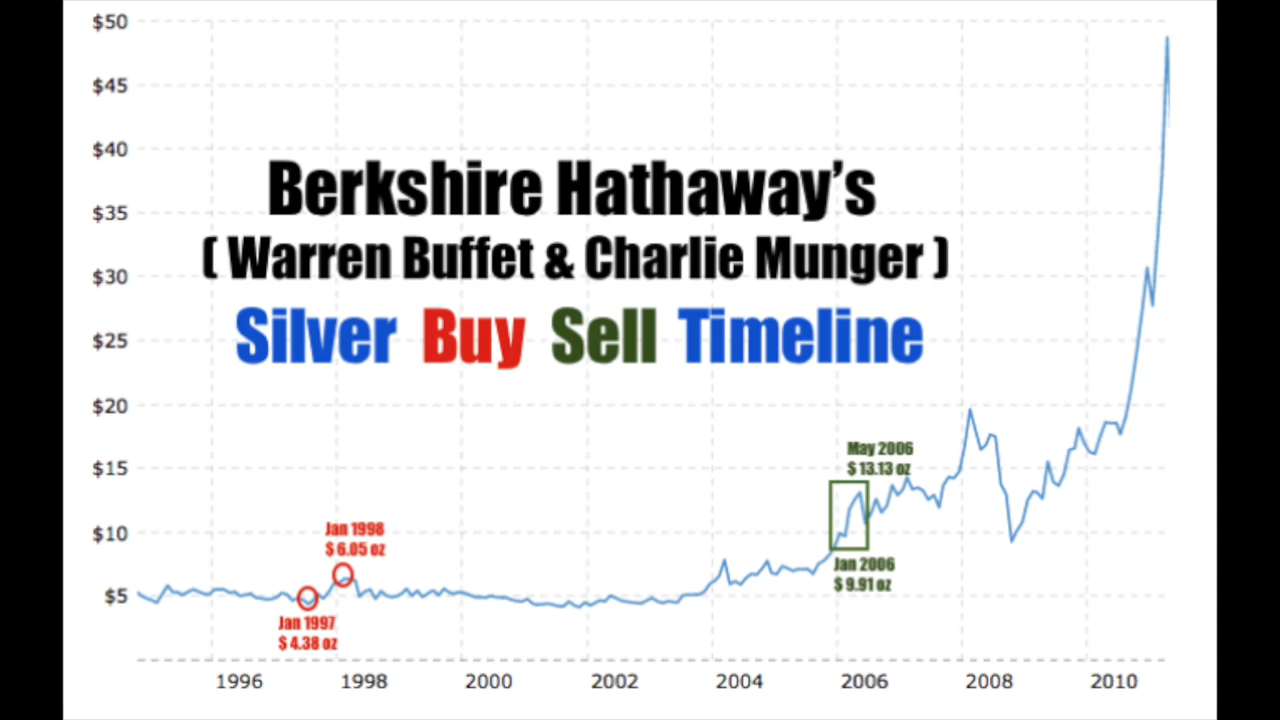 $50
$45
$40
$35
$30
$25
$20
$15
$10
$5
Berkshire Hathaway’s
( Warren Buffet & Charlie Munger )
Silver Buy Sell Timeline
May 2006
$ 13.13 oz
Jan 1998
$ 6.05 oz
Jan 2006
$ 9.91 oz
Jan 1997
$ 4.38 oz
1996 1998 2000 2002 2004 2006 2008 2010